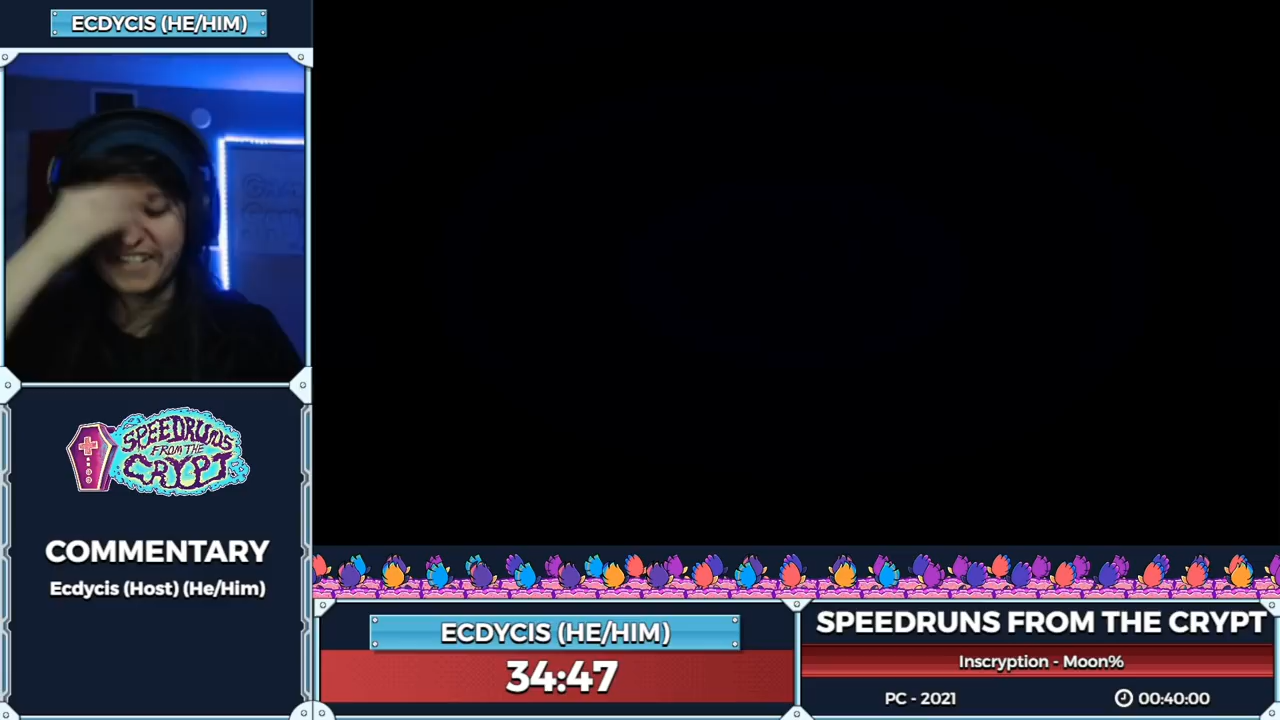 ECDYCIS (HE/HIM)
SPEEDRUNS
FROM THE
CRYPT
COMMENTARY
Ecdycis (Host) (He/Him)
ECDYCIS (HE/HIM)
34:47
SPEEDRUNS FROM THE CRYPT
Inscryption - Moon%
PC - 2021
00:40:00